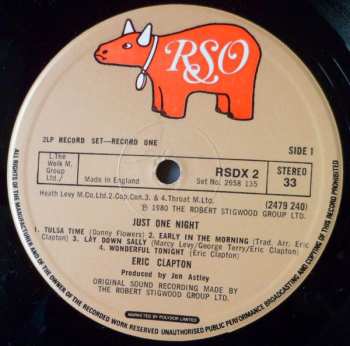 RSO
2LP RECORD SET—RECORD ONE
SIDE 1
1. The Welk M. Group Ltd./
Made in England
RSDX 2
Set No. 2658 135
STEREO
33
Heath Levy M.Co.Ltd. 2.Cop.Con. 3 & 4.Throat M.Ltd.
(2479 240)
℗ 1980 THE ROBERT STIGWOOD GROUP LTD.
JUST ONE NIGHT
1. TULSA TIME (Danny Flowers) 2. EARLY IN THE MORNING (Trad. Arr. Eric
Clapton) 3. LAY DOWN SALLY (Marcy Levy/George Terry/Eric Clapton)
4. WONDERFUL TONIGHT (Eric Clapton)
ERIC CLAPTON
Produced by Jon Astley
ORIGINAL SOUND RECORDING MADE BY
THE ROBERT STIGWOOD GROUP LTD.
MARKETED BY POLYDOR LIMITED
ALL RIGHTS OF THE MANUFACTURER AND OF THE OWNER OF THE RECORDED WORK RESERVED UNAUTHORISED PUBLIC PERFORMANCE BROADCASTING AND COPYING OF THIS RECORD PROHIBITED